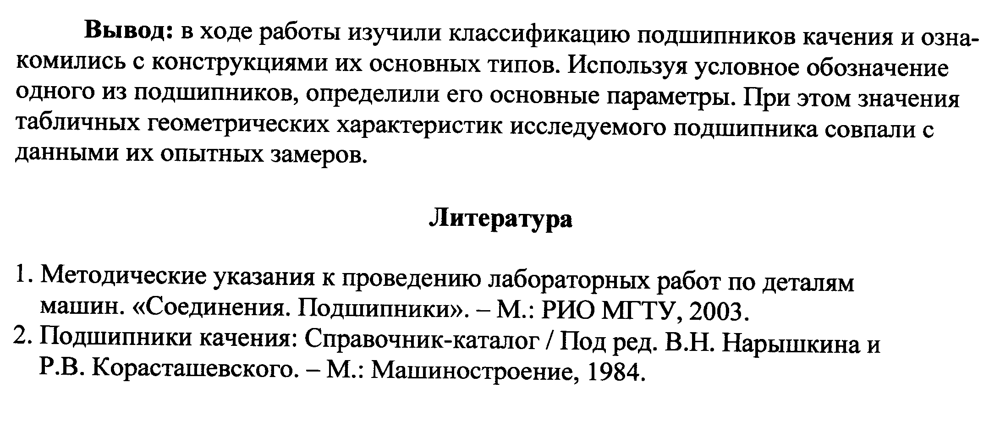 Вывод: в ходе работы изучили классификацию подшипников качения и озна-
комились с конструкциями их основных типов. Используя условное обозначение
одного из подшипников, определили его основные параметры. При этом значения
табличных геометрических характеристик исследуемого подшипника совпали с
данными их опытных замеров.
Литература
1. Методические указания к проведению лабораторных работ по деталям
машин. «Соединения. Подшипники». – М.: РИО МГТУ, 2003.
2. Подшипники качения: Справочник-каталог / Под ред. В.Н. Нарышкина и
Р.В. Корасташевского. – М.: Машиностроение, 1984.